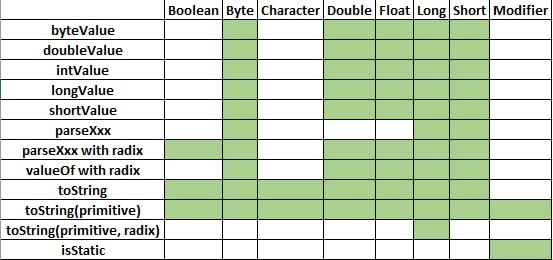 Boolean Byte Character Double Float Long Short Modifier
byteValue
doubleValue
intValue
longValue
shortValue
parseXxx
parseXxx with radix
valueOf with radix
toString
toString(primitive)
toString(primitive, radix)
isStatic